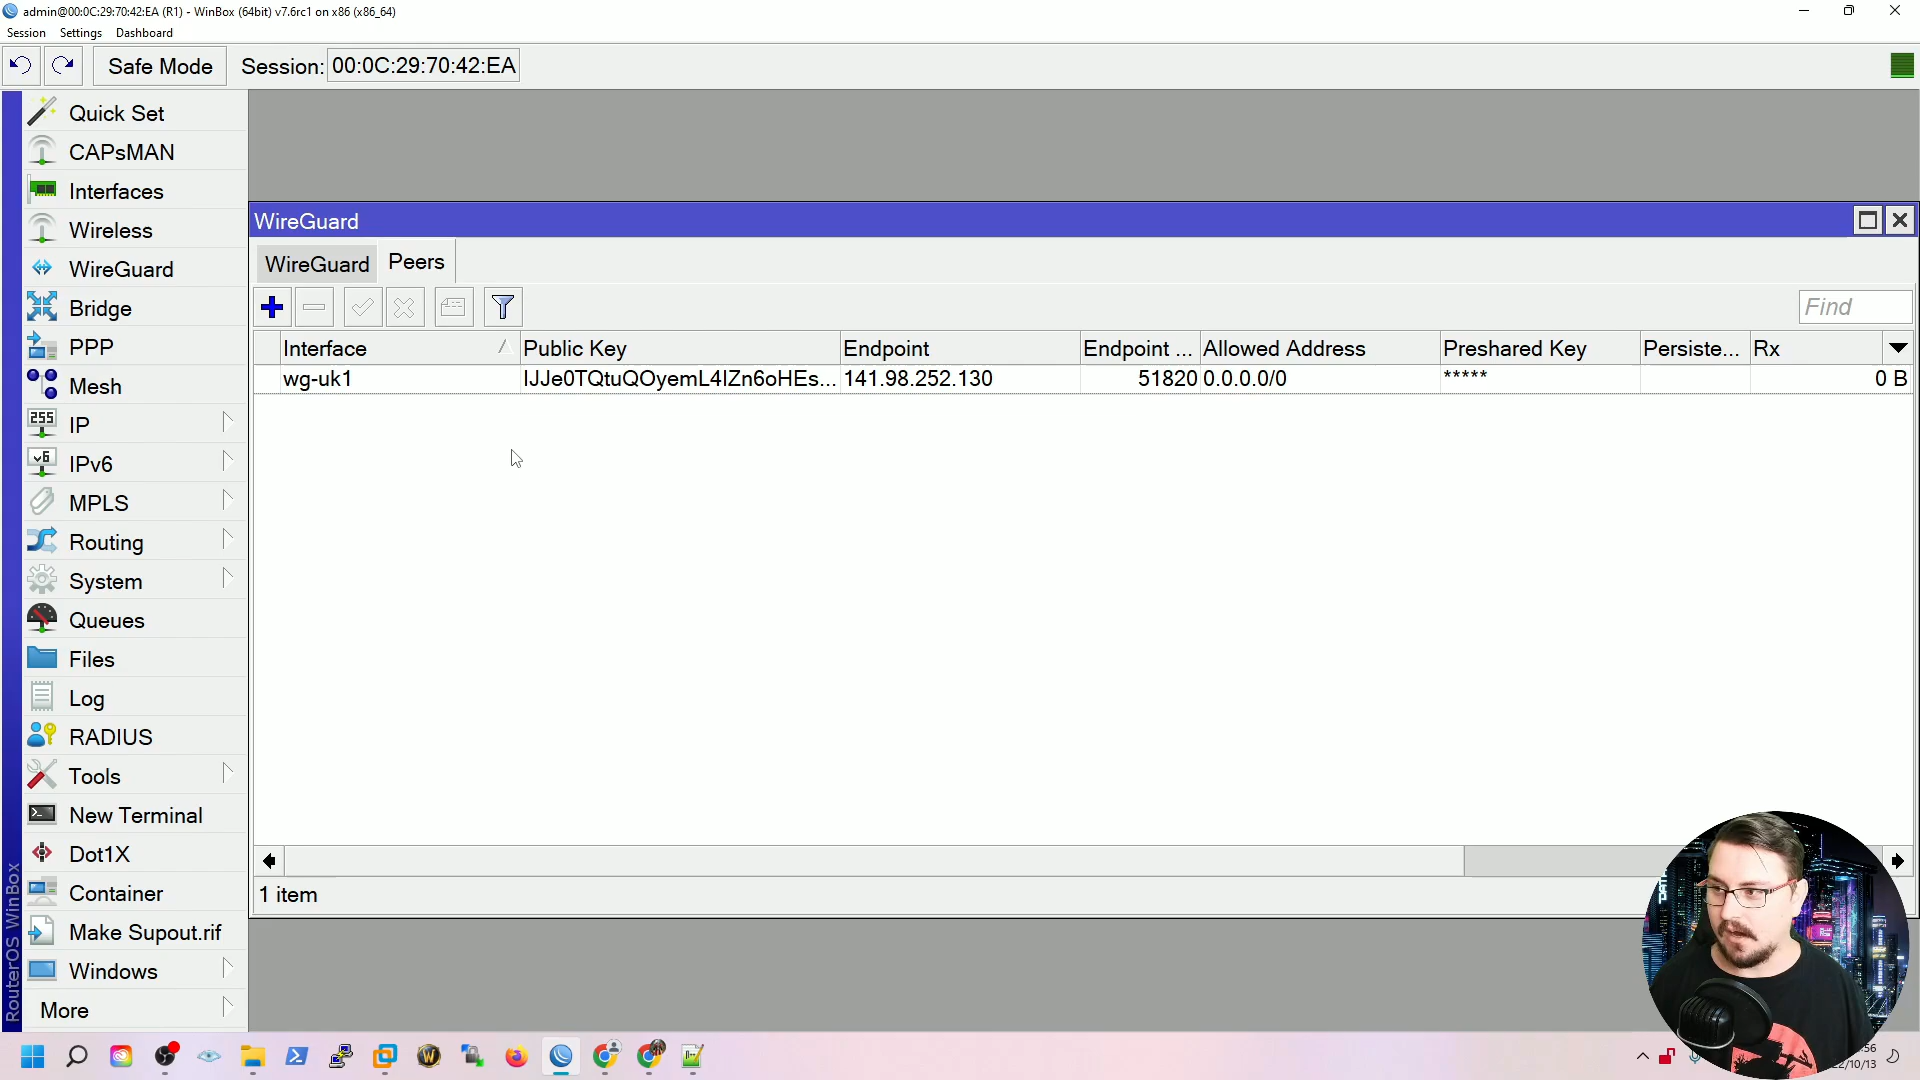 admin@00:0C:29:70:42:EA (R1) - WinBox (64bit) v7.6rc1 on x86 (x86_64)
Session Settings Dashboard
Safe Mode Session: 00:0C:29:70:42:EA
Quick Set
CAPsMAN
Interfaces
Wireless
WireGuard
Bridge
PPP
Mesh
IP
IPv6
MPLS
Routing
System
Queues
Files
Log
RADIUS
Tools
New Terminal
Dot1X
Container
Make Supout.rif
Windows
More
RouterOS WinBox
WireGuard
WireGuard Peers
Find
Interface Public Key Endpoint Endpoint ... Allowed Address Preshared Key Persiste... Rx
wg-uk1 IJJe0TQtuQOyemL4IZn6oHEs... 141.98.252.130 51820 0.0.0.0/0 ***** 0 B
1 item